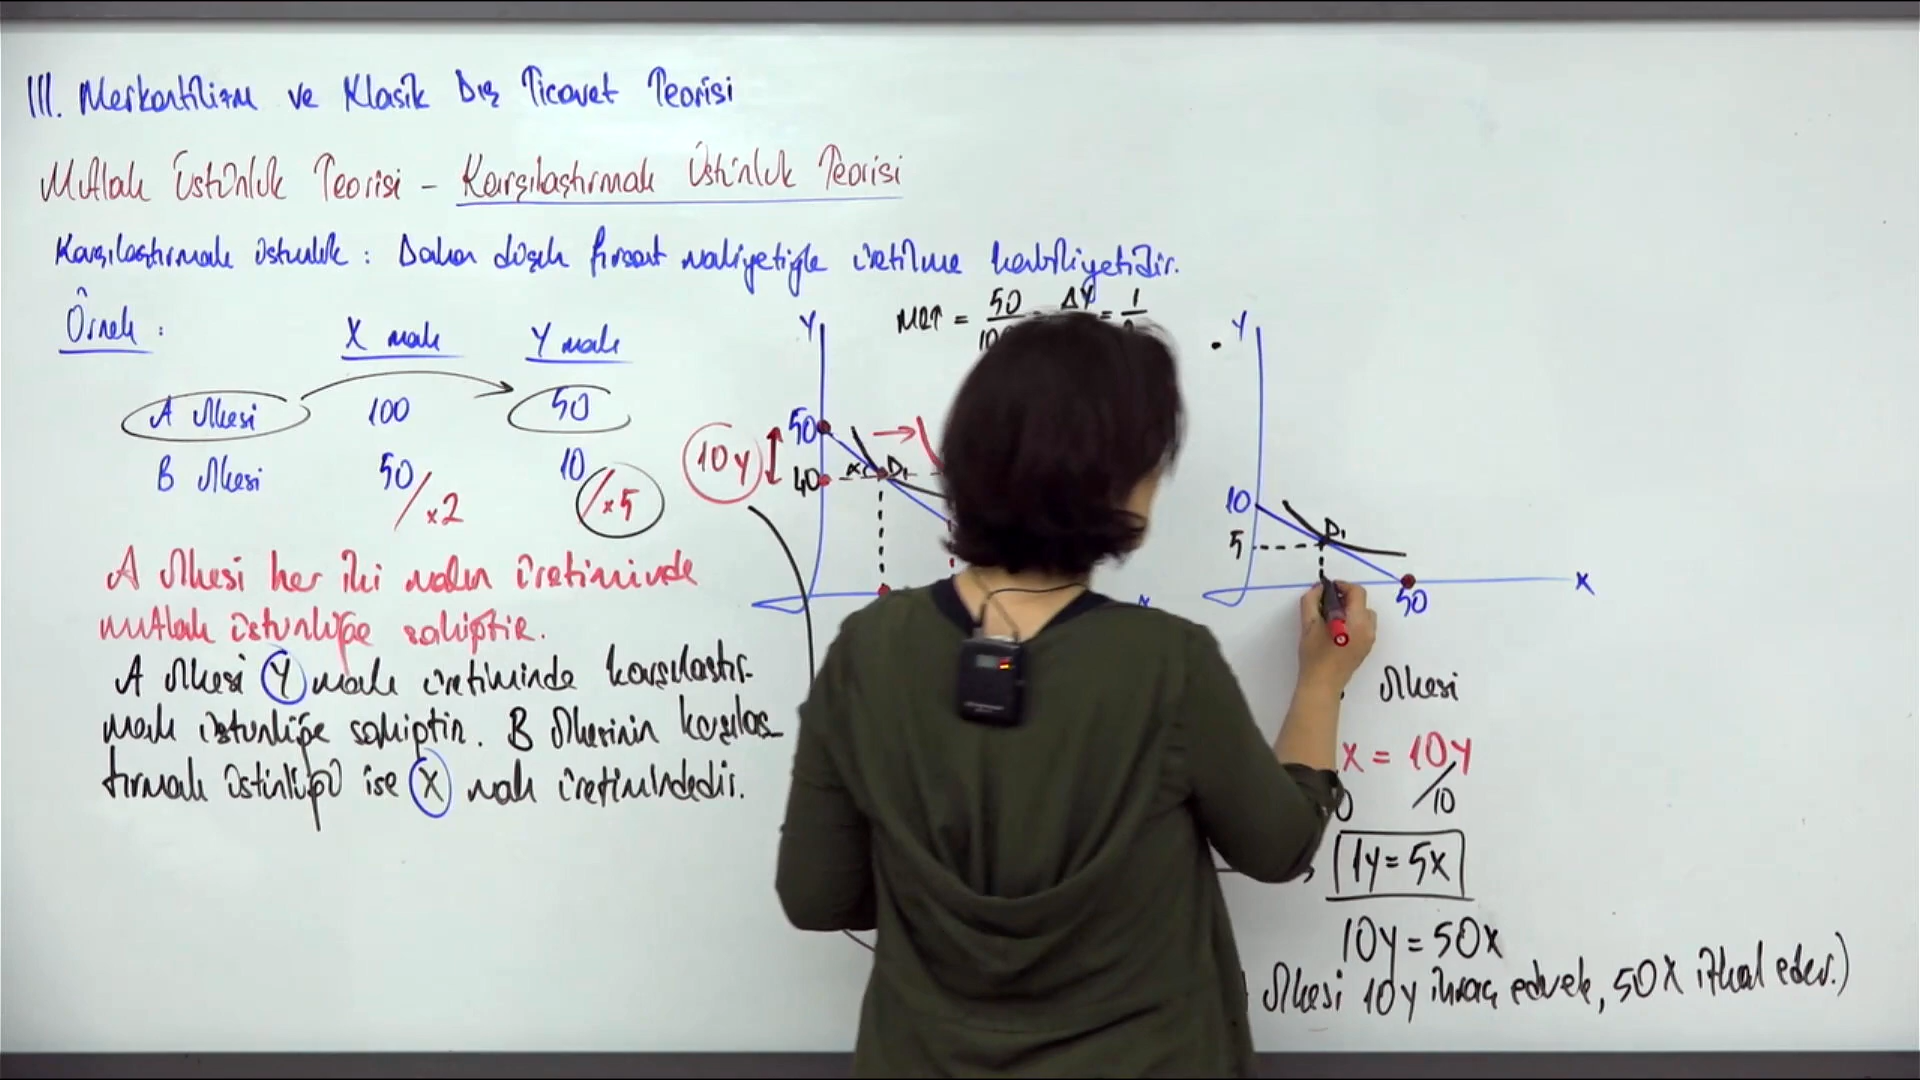 III. Merkantilizm ve Klasik Dış Ticaret Teorisi
Mutlak Üstünlük Teorisi - Karşılaştırmalı Üstünlük Teorisi
Karşılaştırmalı üstünlük : Daha düşük fırsat maliyetiyle üretilme kabiliyetidir.
Örnek :
X malı Y malı
A ülkesi 100 50
B ülkesi 50 10
/x2 /x5
A ülkesi her iki malın üretiminde
mutlak üstünlüğe sahiptir.
A ülkesi Y malı üretiminde karşılaştır-
malı üstünlüğe sahiptir. B ülkesinin karşılaş-
tırmalı üstünlüğü ise X malı üretimindedir.
MRT = 50 ΔY = 1
Y
50
10Y
40
D1
X
Y
10
5
D1
50
X
ülkesi
X = 10Y
/10
1Y = 5X
10Y = 50X
ülkesi 10Y ihraç ederek, 50X ithal eder.)